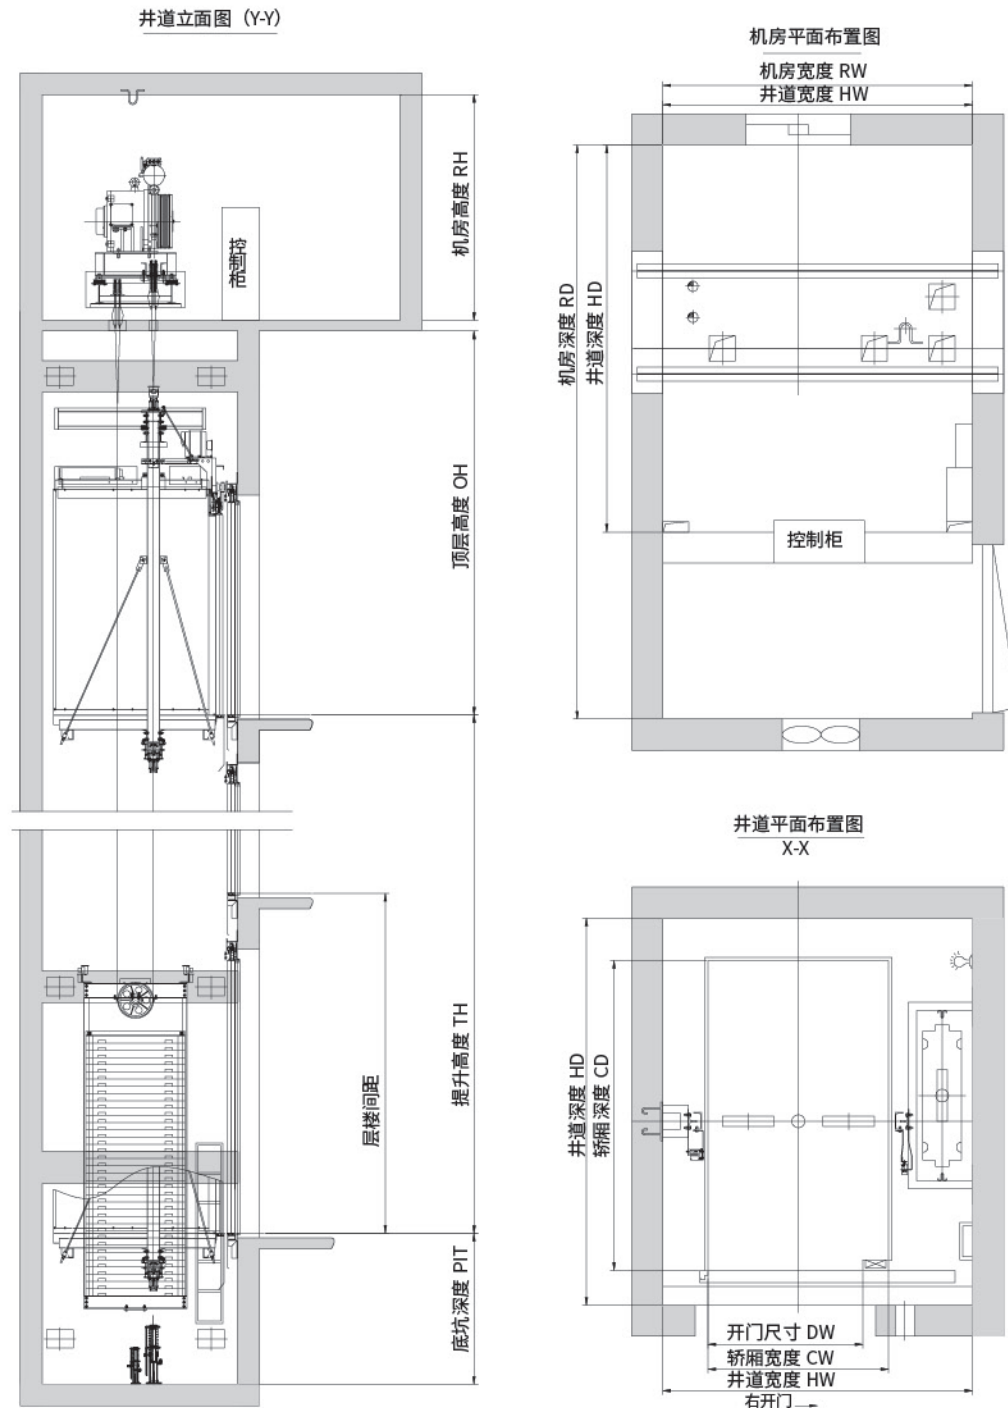 井道立面图（Y-Y）
机房高度 RH
控制柜
顶层高度 OH
提升高度 TH
层楼间距
底坑深度 PIT
机房平面布置图
机房宽度 RW
井道宽度 HW
机房深度 RD
井道深度 HD
控制柜
井道平面布置图
X-X
井道深度 HD
轿厢深度 CD
开门尺寸 DW
轿厢宽度 CW
井道宽度 HW
右开门